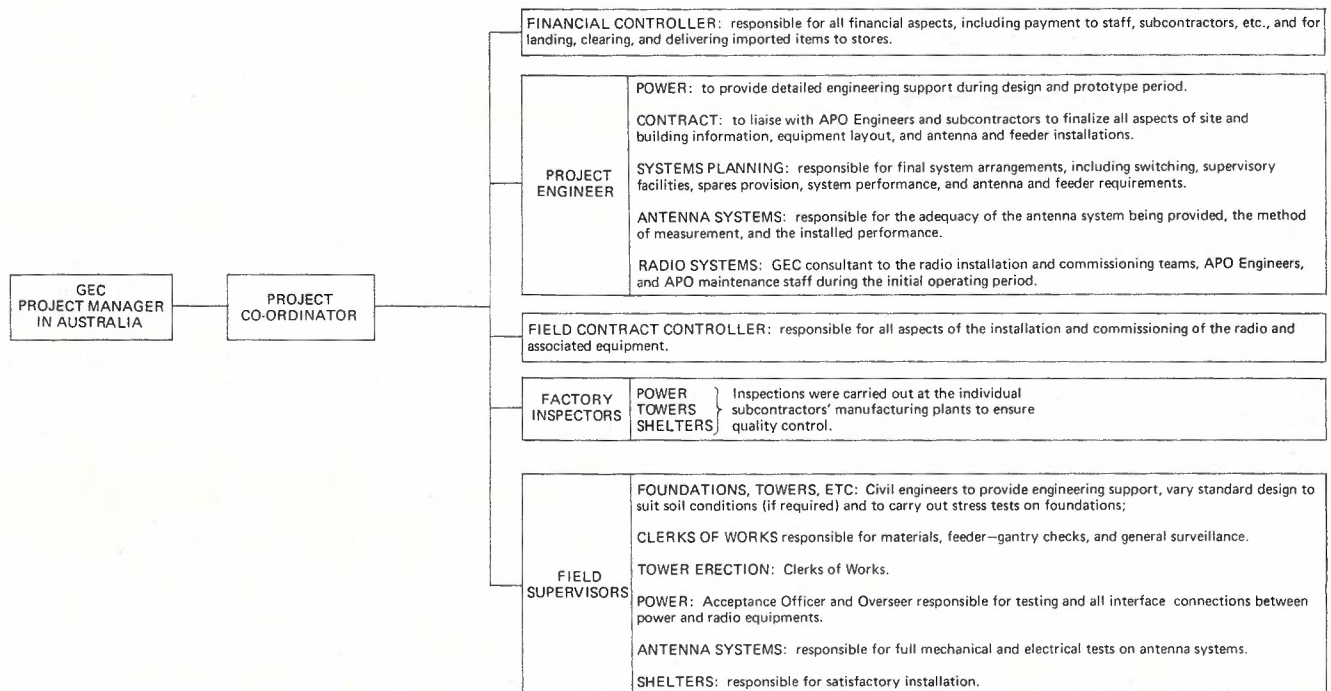 GEC
PROJECT MANAGER
IN AUSTRALIA
PROJECT
CO-ORDINATOR
FINANCIAL CONTROLLER: responsible for all financial aspects, including payment to staff, subcontractors, etc., and for
landing, clearing, and delivering imported items to stores.
PROJECT
ENGINEER
POWER: to provide detailed engineering support during design and prototype period.
CONTRACT: to liaise with APO Engineers and subcontractors to finalize all aspects of site and
building information, equipment layout, and antenna and feeder installations.
SYSTEMS PLANNING: responsible for final system arrangements, including switching, supervisory
facilities, spares provision, system performance, and antenna and feeder requirements.
ANTENNA SYSTEMS: responsible for the adequacy of the antenna system being provided, the method
of measurement, and the installed performance.
RADIO SYSTEMS: GEC consultant to the radio installation and commissioning teams, APO Engineers,
and APO maintenance staff during the initial operating period.
FIELD CONTRACT CONTROLLER: responsible for all aspects of the installation and commissioning of the radio and
associated equipment.
FACTORY
INSPECTORS
POWER
TOWERS
SHELTERS
Inspections were carried out at the individual
subcontractors' manufacturing plants to ensure
quality control.
FIELD
SUPERVISORS
FOUNDATIONS, TOWERS, ETC: Civil engineers to provide engineering support, vary standard design to
suit soil conditions (if required) and to carry out stress tests on foundations;
CLERKS OF WORKS responsible for materials, feeder–gantry checks, and general surveillance.
TOWER ERECTION: Clerks of Works.
POWER: Acceptance Officer and Overseer responsible for testing and all interface connections between
power and radio equipments.
ANTENNA SYSTEMS: responsible for full mechanical and electrical tests on antenna systems.
SHELTERS: responsible for satisfactory installation.